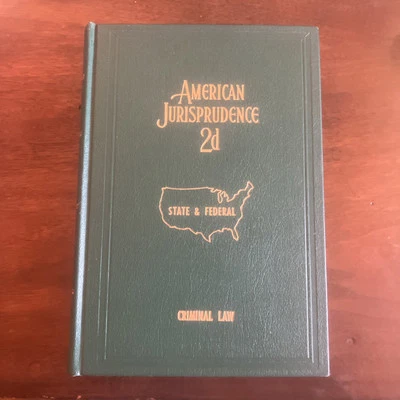 AMERICAN
JURISPRUDENCE
2d
STATE & FEDERAL
CRIMINAL LAW